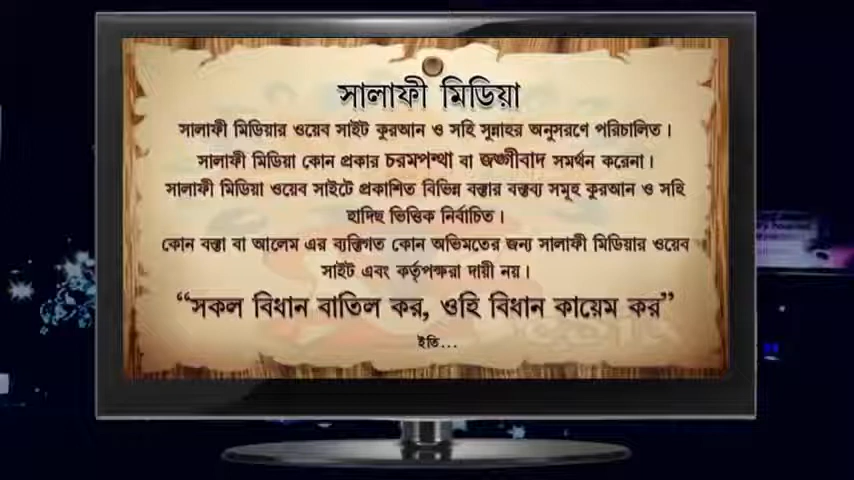 সালাফী মিডিয়া
সালাফী মিডিয়ার ওয়েব সাইট কুরআন ও সহি সুন্নাহর অনুসরণে পরিচালিত।
সালাফী মিডিয়া কোন প্রকার চরমপন্থা বা জঙ্গীবাদ সমর্থন করেনা।
সালাফী মিডিয়া ওয়েব সাইটে প্রকাশিত বিভিন্ন বক্তার বক্তব্য সমূহ কুরআন ও সহি
হাদিছ ভিত্তিক নির্বাচিত।
কোন বক্তা বা আলেম এর ব্যক্তিগত কোন অভিমতের জন্য সালাফী মিডিয়ার ওয়েব
সাইট এবং কর্তৃপক্ষরা দায়ী নয়।
“সকল বিধান বাতিল কর, ওহি বিধান কায়েম কর”
ইতি...